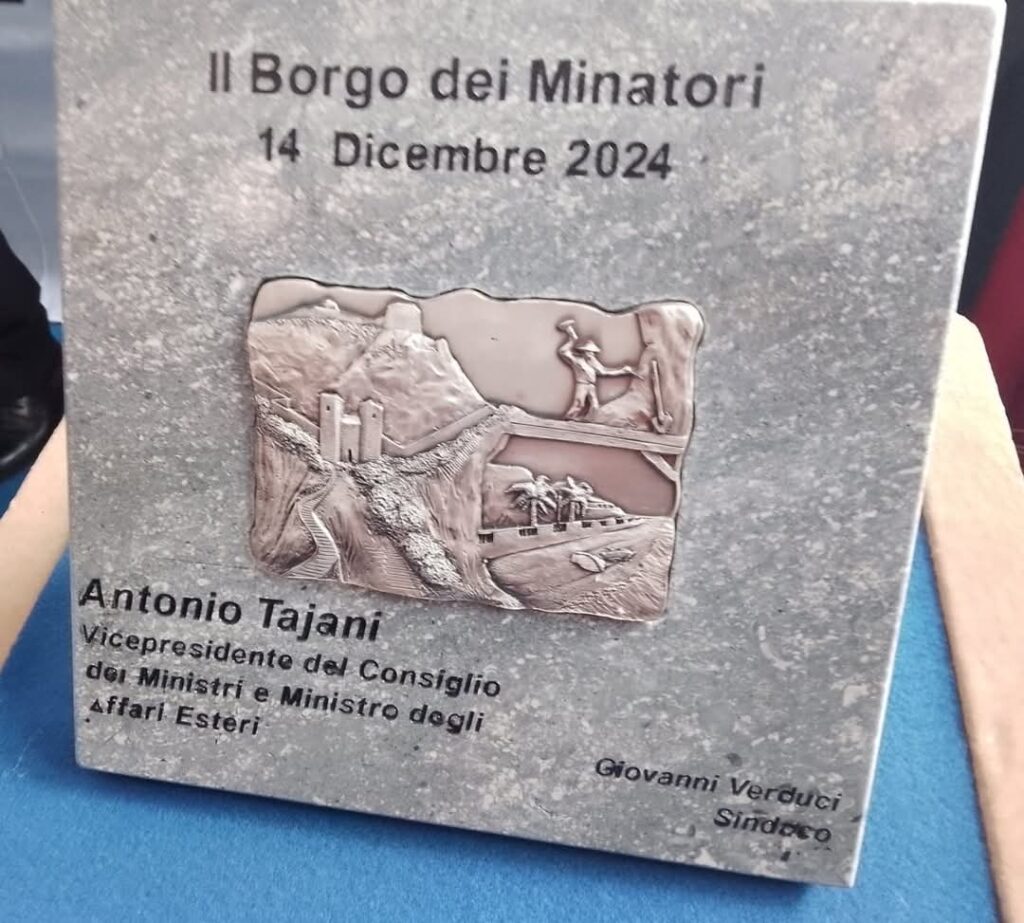 Il Borgo dei Minatori
14 Dicembre 2024
Antonio Tajani
Vicepresidente del Consiglio
dei Ministri e Ministro degli
Affari Esteri
Giovanni Verduci
Sindaco